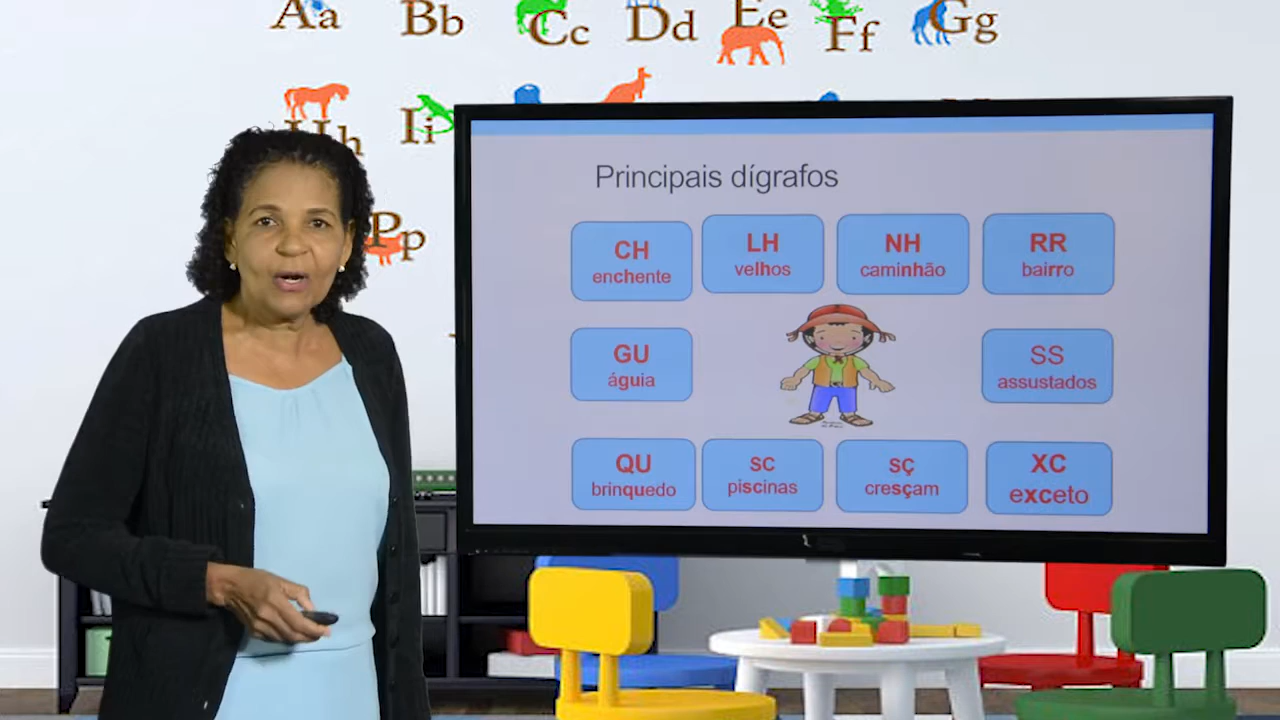 Aa Bb Cc Dd Ee Ff Gg
Hh Ii
Pp
Principais dígrafos
CH
enchente
LH
velhos
NH
caminhão
RR
bairro
GU
águia
SS
assustados
QU
brinquedo
sc
piscinas
sç
cresçam
XC
exceto